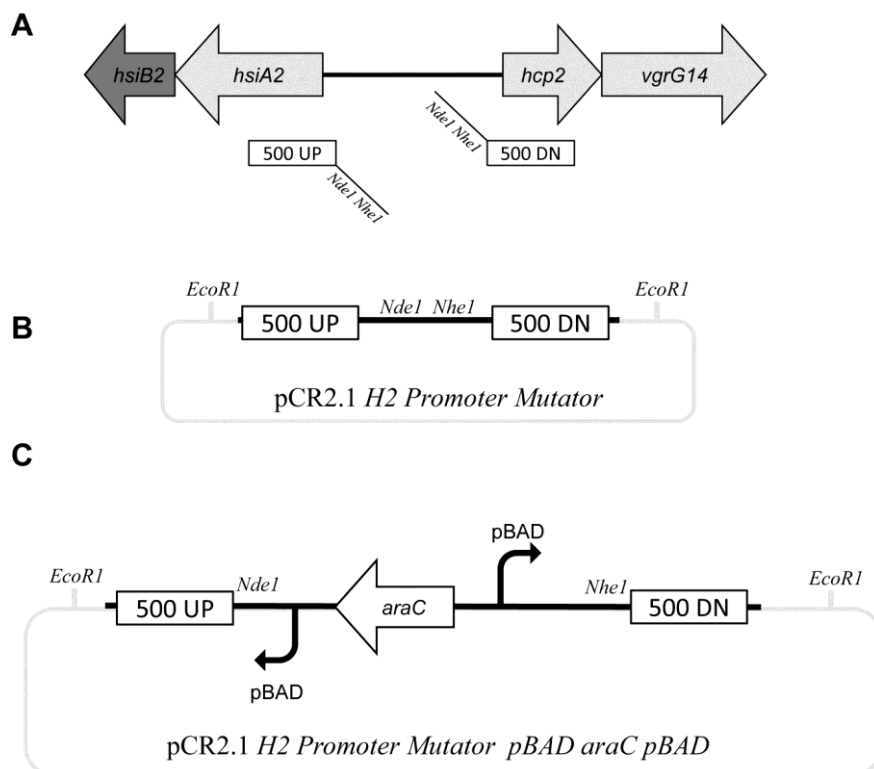 A
hsiB2 hsiA2 hcp2 vgrG14
Nde1 Nhe1
500 UP 500 DN
Nde1 Nhe1
EcoR1 EcoR1
Nde1 Nhe1
B
500 UP 500 DN
pCR2.1 H2 Promoter Mutator
C
pBAD
EcoR1 Nde1 Nhe1 EcoR1
500 UP araC 500 DN
pBAD
pCR2.1 H2 Promoter Mutator pBAD araC pBAD